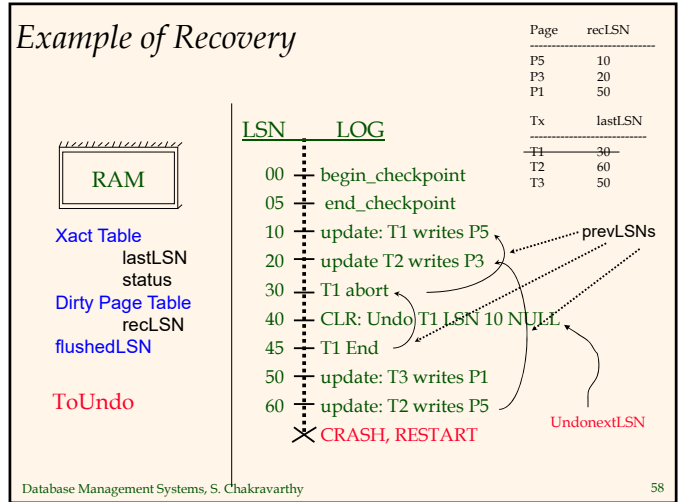 Example of Recovery
Page recLSN
P5 10
P3 20
P1 50
Tx lastLSN
T1 30
T2 60
T3 50
RAM
Xact Table
lastLSN
status
Dirty Page Table
recLSN
flushedLSN
ToUndo
LSN LOG
00 begin_checkpoint
05 end_checkpoint
10 update: T1 writes P5
20 update T2 writes P3
30 T1 abort
40 CLR: Undo T1 LSN 10 NULL
45 T1 End
50 update: T3 writes P1
60 update: T2 writes P5
CRASH, RESTART
prevLSNs
UndonextLSN
Database Management Systems, S. Chakravarthy 58